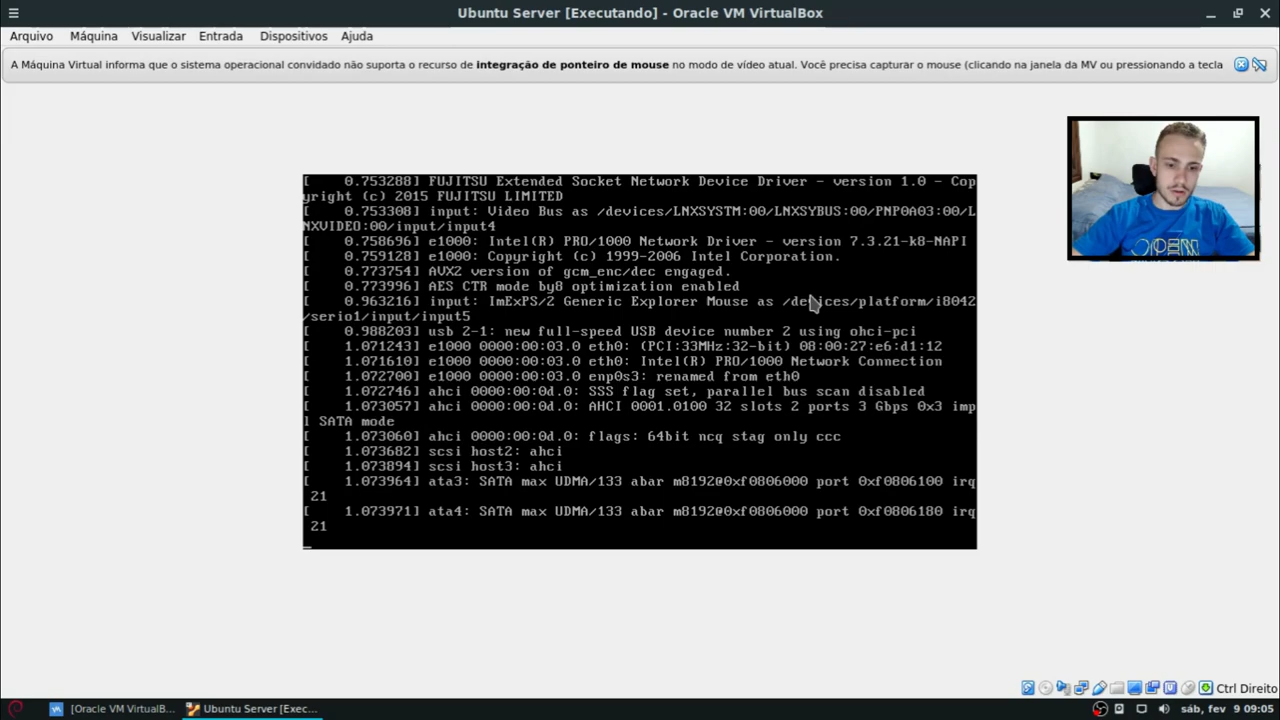 Ubuntu Server [Executando] - Oracle VM VirtualBox
Arquivo Máquina Visualizar Entrada Dispositivos Ajuda
A Máquina Virtual informa que o sistema operacional convidado não suporta o recurso de integração de ponteiro de mouse no modo de vídeo atual. Você precisa capturar o mouse (clicando na janela da MV ou pressionando a tecla
[    0.753288] FUJITSU Extended Socket Network Device Driver - version 1.0 - Cop
yright (c) 2015 FUJITSU LIMITED
[    0.753308] input: Video Bus as /devices/LNXSYSTM:00/LNXSYBUS:00/PNP0A03:00/L
NXVIDEO:00/input/input4
[    0.758696] e1000: Intel(R) PRO/1000 Network Driver - version 7.3.21-k8-NAPI
[    0.759128] e1000: Copyright (c) 1999-2006 Intel Corporation.
[    0.773754] AVX2 version of gcm_enc/dec engaged.
[    0.773996] AES CTR mode by8 optimization enabled
[    0.963216] input: ImExPS/2 Generic Explorer Mouse as /devices/platform/i8042
/serio1/input/input5
[    0.988203] usb 2-1: new full-speed USB device number 2 using ohci-pci
[    1.071243] e1000 0000:00:03.0 eth0: (PCI:33MHz:32-bit) 08:00:27:e6:d1:12
[    1.071610] e1000 0000:00:03.0 eth0: Intel(R) PRO/1000 Network Connection
[    1.072700] e1000 0000:00:03.0 enp0s3: renamed from eth0
[    1.072746] ahci 0000:00:0d.0: SSS flag set, parallel bus scan disabled
[    1.073057] ahci 0000:00:0d.0: AHCI 0001.0100 32 slots 2 ports 3 Gbps 0x3 imp
l SATA mode
[    1.073060] ahci 0000:00:0d.0: flags: 64bit ncq stag only ccc
[    1.073682] scsi host2: ahci
[    1.073894] scsi host3: ahci
[    1.073964] ata3: SATA max UDMA/133 abar m8192@0xf0806000 port 0xf0806100 irq
21
[    1.073971] ata4: SATA max UDMA/133 abar m8192@0xf0806000 port 0xf0806180 irq
21
Ctrl Direito
[Oracle VM VirtualB... Ubuntu Server [Exec... sáb, fev 9 09:05